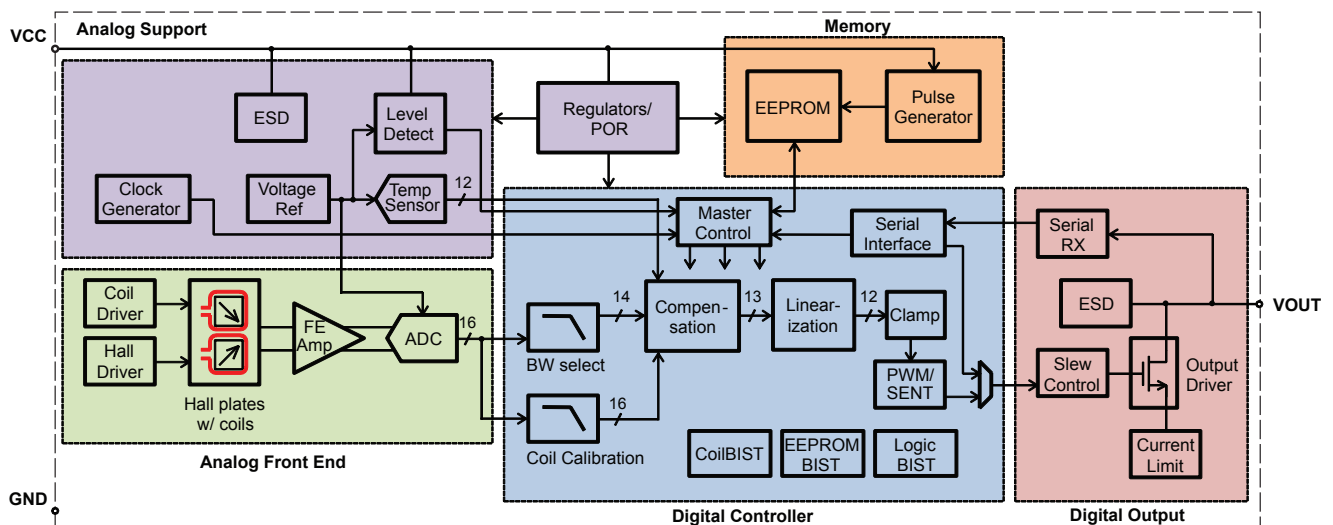 Analog Support
VCC
Memory
ESD
Level
Detect
Regulators/
POR
EEPROM
Pulse
Generator
Clock
Generator
Voltage
Ref
Temp
Sensor
12
Master
Control
Serial
Interface
Serial
RX
Coil
Driver
Hall
Driver
FE
Amp
ADC
16
Hall plates
w/ coils
Analog Front End
BW select
14
Compen-
sation
13
Linear-
ization
12
Clamp
PWM/
SENT
Coil Calibration
16
CoilBIST
EEPROM
BIST
Logic
BIST
Digital Controller
ESD
VOUT
Slew
Control
Output
Driver
Current
Limit
Digital Output
GND